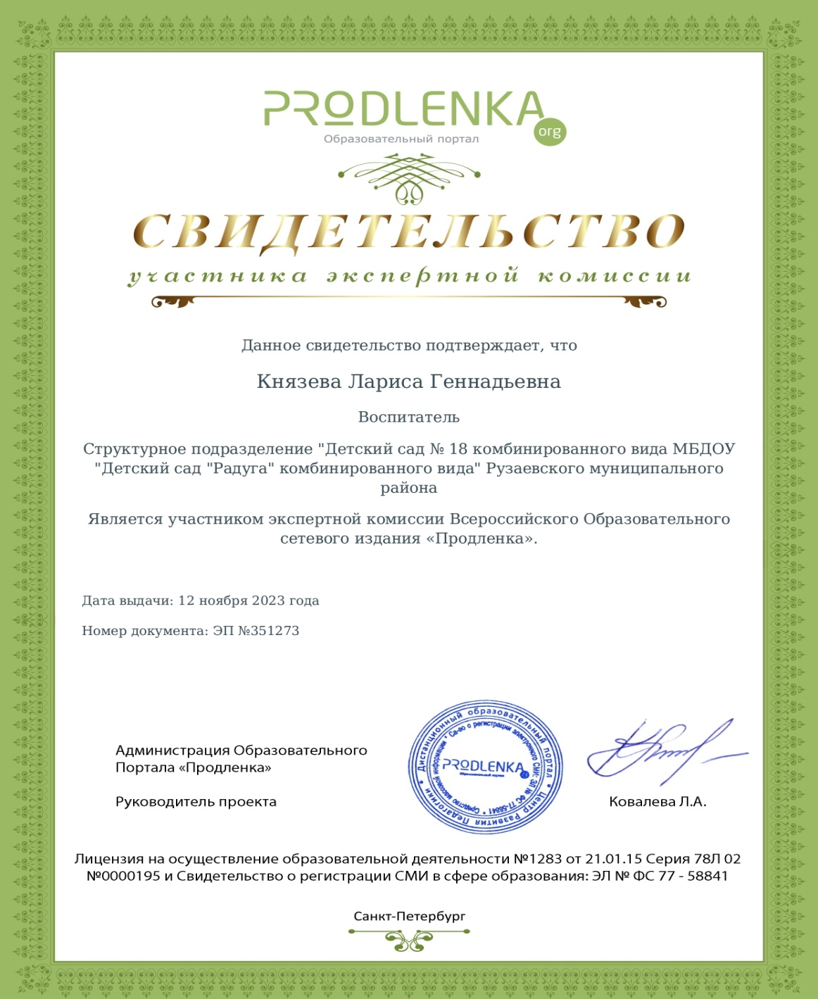 PRODLENKA
org
Образовательный портал
СВИДЕТЕЛЬСТВО
участника экспертной комиссии
Данное свидетельство подтверждает, что
Князева Лариса Геннадьевна
Воспитатель
Структурное подразделение "Детский сад № 18 комбинированного вида МБДОУ
"Детский сад "Радуга" комбинированного вида" Рузаевского муниципального
района
Является участником экспертной комиссии Всероссийского Образовательного
сетевого издания «Продленка».
Дата выдачи: 12 ноября 2023 года
Номер документа: ЭП №351273
Администрация Образовательного
Портала «Продленка»
Руководитель проекта
Дистанционный образовательный портал * Центр Развития Педагогики *
Св-во о регистрации электронного СМИ: ЭЛ № ФС 77-58841 * Средство массовой информации *
PRODLENKA
Образовательный портал
Ковалева Л.А.
Лицензия на осуществление образовательной деятельности №1283 от 21.01.15 Серия 78Л 02
№0000195 и Свидетельство о регистрации СМИ в сфере образования: ЭЛ № ФС 77 - 58841
Санкт-Петербург